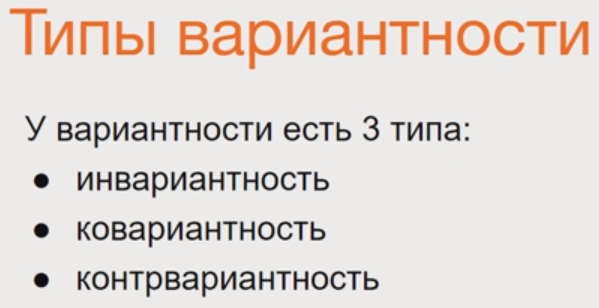 Типы вариантности
У вариантности есть 3 типа:
● инвариантность
● ковариантность
● контрвариантность